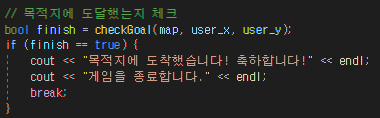 // 목적지에 도달했는지 체크
bool finish = checkGoal(map, user_x, user_y);
if (finish == true) {
cout << "목적지에 도착했습니다! 축하합니다!" << endl;
cout << "게임을 종료합니다." << endl;
break;
}